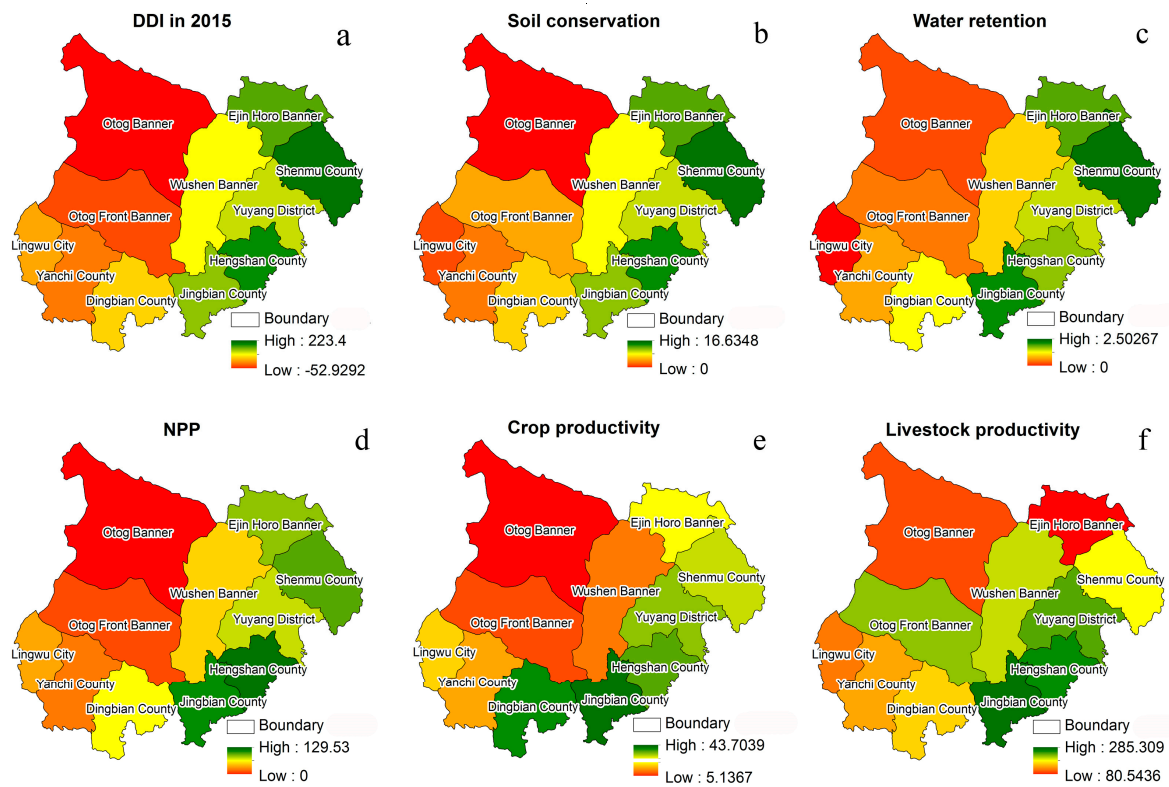 DDI in 2015
a
Otog Banner
Ejin Horo Banner
Shenmu County
Wushen Banner
Yuyang District
Otog Front Banner
Lingwu City
Hengshan County
Yanchi County
Jingbian County
Dingbian County
Boundary
High : 223.4
Low : -52.9292
Soil conservation
b
Otog Banner
Ejin Horo Banner
Shenmu County
Wushen Banner
Yuyang District
Otog Front Banner
Lingwu City
Hengshan County
Yanchi County
Jingbian County
Dingbian County
Boundary
High : 16.6348
Low : 0
Water retention
c
Otog Banner
Ejin Horo Banner
Shenmu County
Wushen Banner
Yuyang District
Otog Front Banner
Lingwu City
Hengshan County
Yanchi County
Jingbian County
Dingbian County
Boundary
High : 2.50267
Low : 0
NPP
d
Otog Banner
Ejin Horo Banner
Shenmu County
Wushen Banner
Yuyang District
Otog Front Banner
Lingwu City
Hengshan County
Yanchi County
Jingbian County
Dingbian County
Boundary
High : 129.53
Low : 0
Crop productivity
e
Otog Banner
Ejin Horo Banner
Shenmu County
Wushen Banner
Yuyang District
Otog Front Banner
Lingwu City
Hengshan County
Yanchi County
Jingbian County
Dingbian County
Boundary
High : 43.7039
Low : 5.1367
Livestock productivity
f
Otog Banner
Ejin Horo Banner
Shenmu County
Wushen Banner
Yuyang District
Otog Front Banner
Lingwu City
Hengshan County
Yanchi County
Jingbian County
Dingbian County
Boundary
High : 285.309
Low : 80.5436